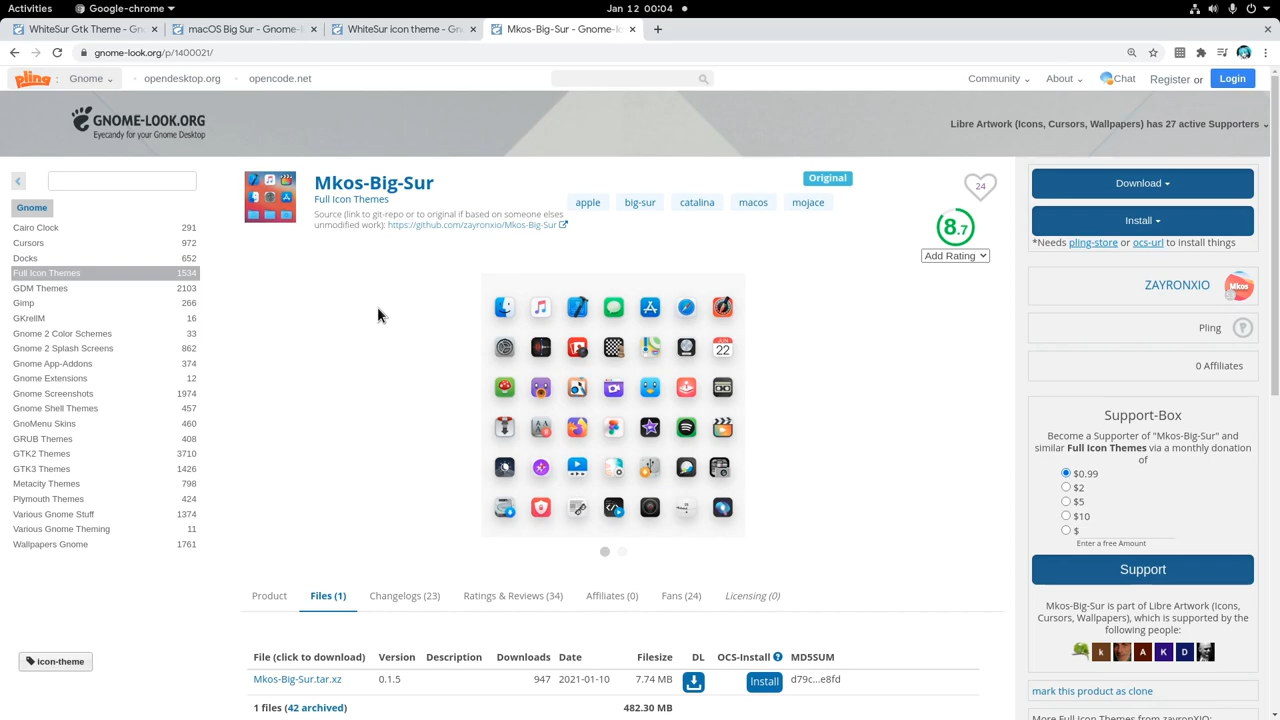 Activities
Google-chrome
Jan 12 00:04
WhiteSur Gtk Theme - Gn
macOS Big Sur - Gnome-l
WhiteSur icon theme - Gn
Mkos-Big-Sur - Gnome-lo
gnome-look.org/p/1400021/
pling
: Gnome
opendesktop.org
opencode.net
Community
About
Chat
Register or
Login
GNOME-LOOK.ORG
Eyecandy for your Gnome Desktop
Libre Artwork (Icons, Cursors, Wallpapers) has 27 active Supporters
Gnome
Cairo Clock 291
Cursors 972
Docks 652
Full Icon Themes 1534
GDM Themes 2103
Gimp 266
GKrellM 16
Gnome 2 Color Schemes 33
Gnome 2 Splash Screens 862
Gnome App-Addons 374
Gnome Extensions 12
Gnome Screenshots 1974
Gnome Shell Themes 457
GnoMenu Skins 460
GRUB Themes 408
GTK2 Themes 3710
GTK3 Themes 1426
Metacity Themes 798
Plymouth Themes 424
Various Gnome Stuff 1374
Various Gnome Theming 11
Wallpapers Gnome 1761
icon-theme
Mkos-Big-Sur
Full Icon Themes
Source (link to git-repo or to original if based on someone elses
unmodified work): https://github.com/zayronxio/Mkos-Big-Sur
apple
big-sur
catalina
macos
mojace
Original
24
8.7
Add Rating
JUN
22
Product
Files (1)
Changelogs (23)
Ratings & Reviews (34)
Affiliates (0)
Fans (24)
Licensing (0)
File (click to download) Version Description Downloads Date Filesize DL OCS-Install MD5SUM
Mkos-Big-Sur.tar.xz 0.1.5 947 2021-01-10 7.74 MB Install d79c...e8fd
1 files (42 archived) 482.30 MB
Download
Install
*Needs pling-store or ocs-url to install things
ZAYRONXIO
Mkos
Pling
P
0 Affiliates
Support-Box
Become a Supporter of "Mkos-Big-Sur" and
similar Full Icon Themes via a monthly donation
of
$0.99
$2
$5
$10
$
Enter a free Amount
Support
Mkos-Big-Sur is part of Libre Artwork (Icons,
Cursors, Wallpapers), which is supported by the
following people:
k
A
K
D
mark this product as clone
More Full Icon Themes from zayronXIO: